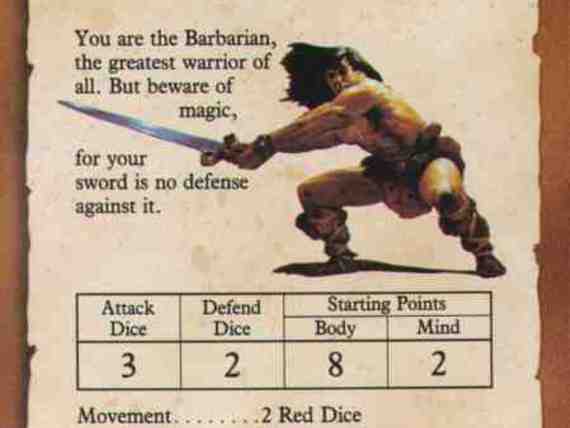 You are the Barbarian,
the greatest warrior of
all. But beware of
magic,
for your
sword is no defense
against it.
Attack Dice Defend Dice Starting Points
Body Mind
3 2 8 2
Movement........2 Red Dice